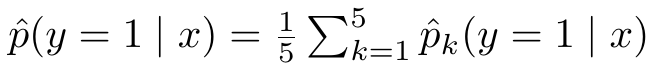 p̂(y = 1 | x) = 1/5 ∑_{k=1}^{5} p̂_k(y = 1 | x)